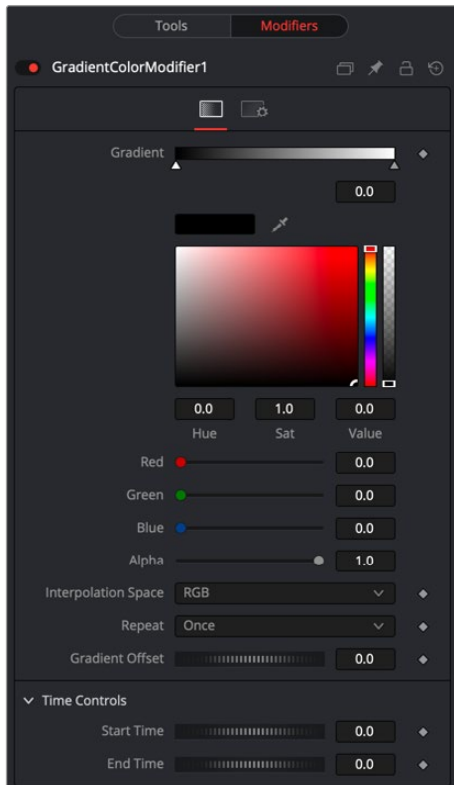 Tools Modifiers
GradientColorModifier1
Gradient
0.0
0.0 1.0 0.0
Hue Sat Value
Red 0.0
Green 0.0
Blue 0.0
Alpha 1.0
Interpolation Space RGB
Repeat Once
Gradient Offset 0.0
Time Controls
Start Time 0.0
End Time 0.0